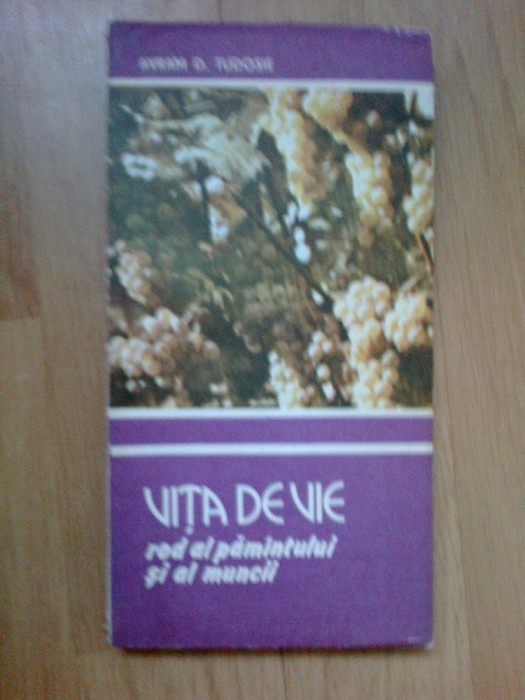 AVRAM D. TUDOSIE
VIȚA DE VIE
rod al pămîntului
și al muncii